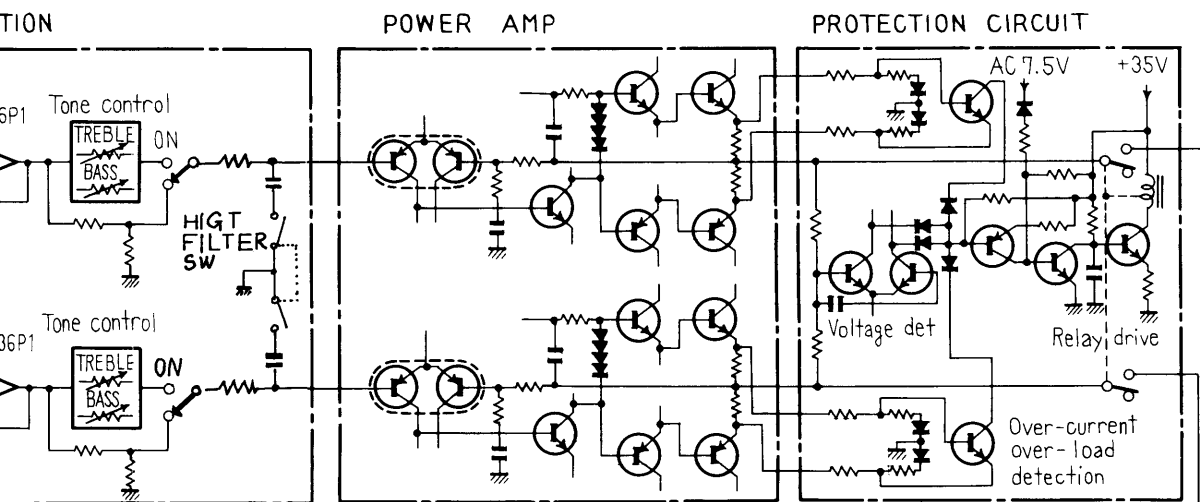 TION
POWER AMP
PROTECTION CIRCUIT
AC 7.5V
+35V
Tone control
6P1
TREBLE
ON
BASS
HIGT
FILTER
SW
Voltage det
Relay drive
Tone control
36P1
TREBLE
ON
BASS
Over-current
over-load
detection